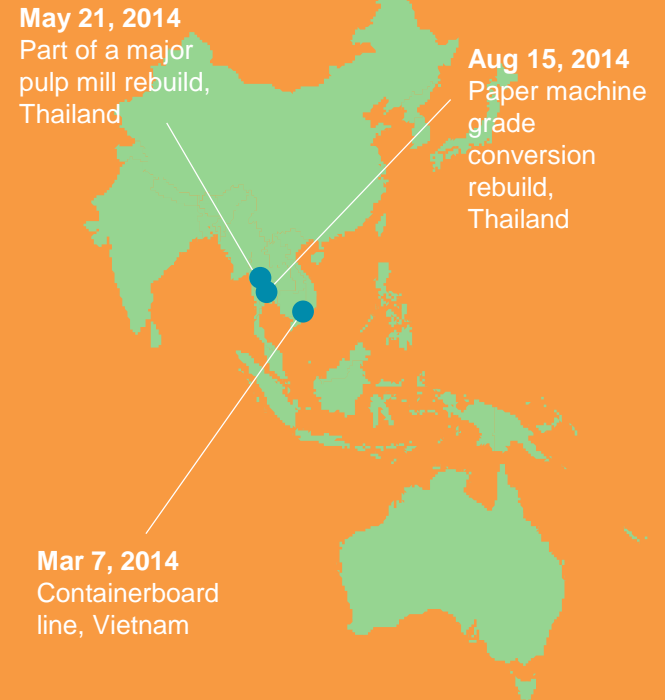 May 21, 2014
Part of a major
pulp mill rebuild,
Thailand
Aug 15, 2014
Paper machine
grade
conversion
rebuild,
Thailand
Mar 7, 2014
Containerboard
line, Vietnam